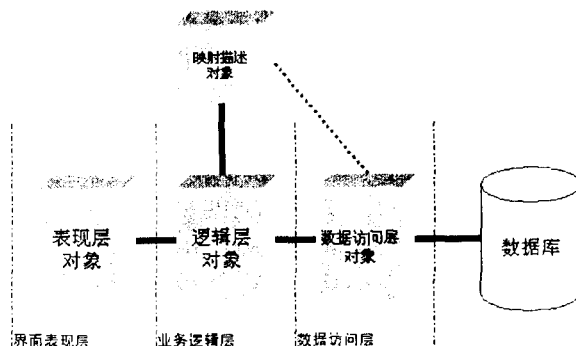 映射描述
对象
表现层
对象
逻辑层
对象
数据访问层
对象
数据库
界面表现层
业务逻辑层
数据访问层